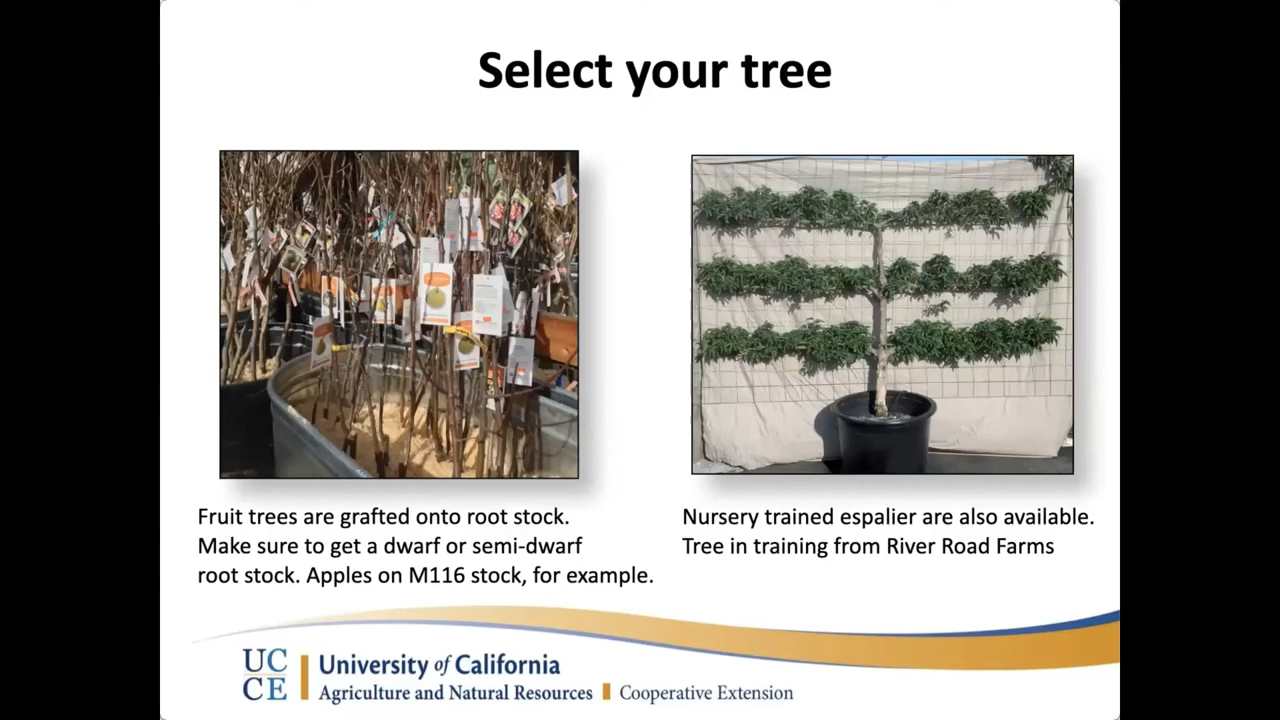 Select your tree
Fruit trees are grafted onto root stock.
Make sure to get a dwarf or semi-dwarf
root stock. Apples on M116 stock, for example.
Nursery trained espalier are also available.
Tree in training from River Road Farms
UC
CE
University of California
Agriculture and Natural Resources
Cooperative Extension